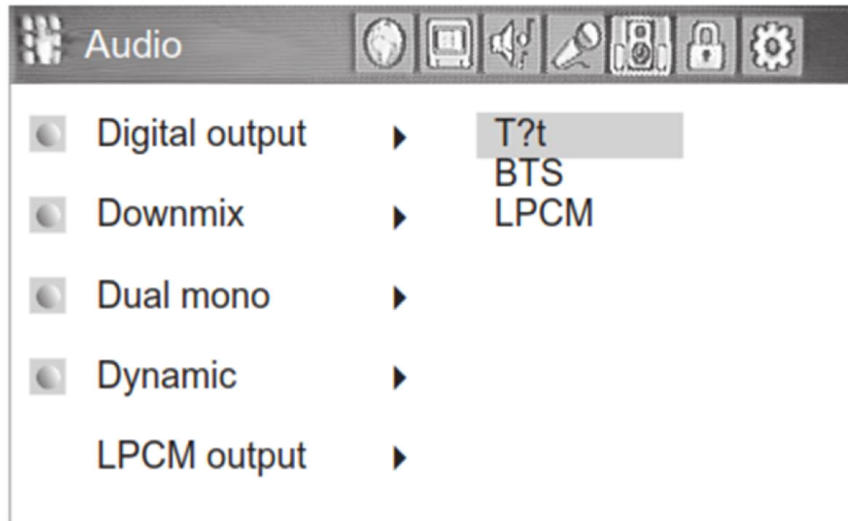 Audio
Digital output T?t
BTS
Downmix LPCM
Dual mono
Dynamic
LPCM output